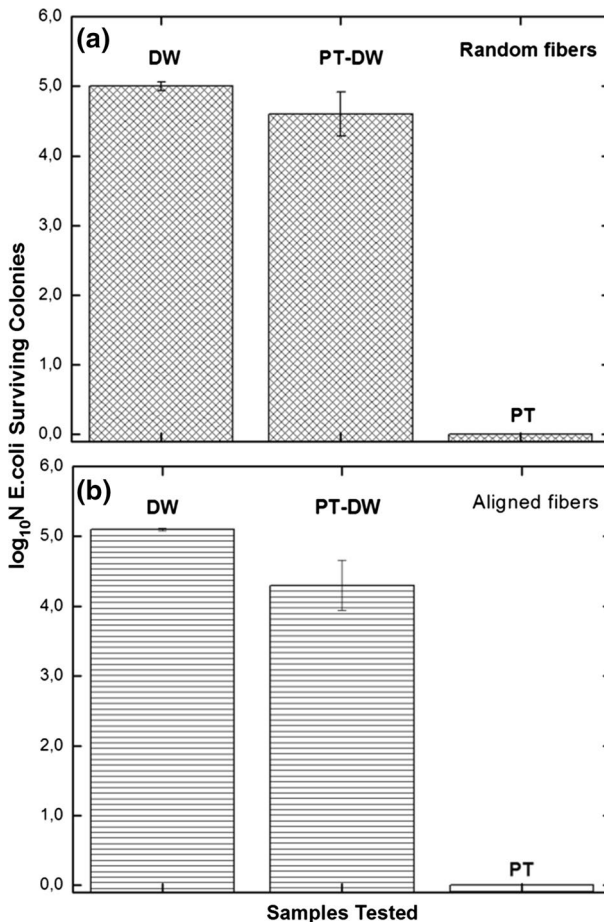 log₁₀N E.coli Surviving Colonies
6,0
5,0
4,0
3,0
2,0
1,0
0,0
(a)
DW
PT-DW
Random fibers
PT
6,0
5,0
4,0
3,0
2,0
1,0
0,0
(b)
DW
PT-DW
Aligned fibers
PT
Samples Tested